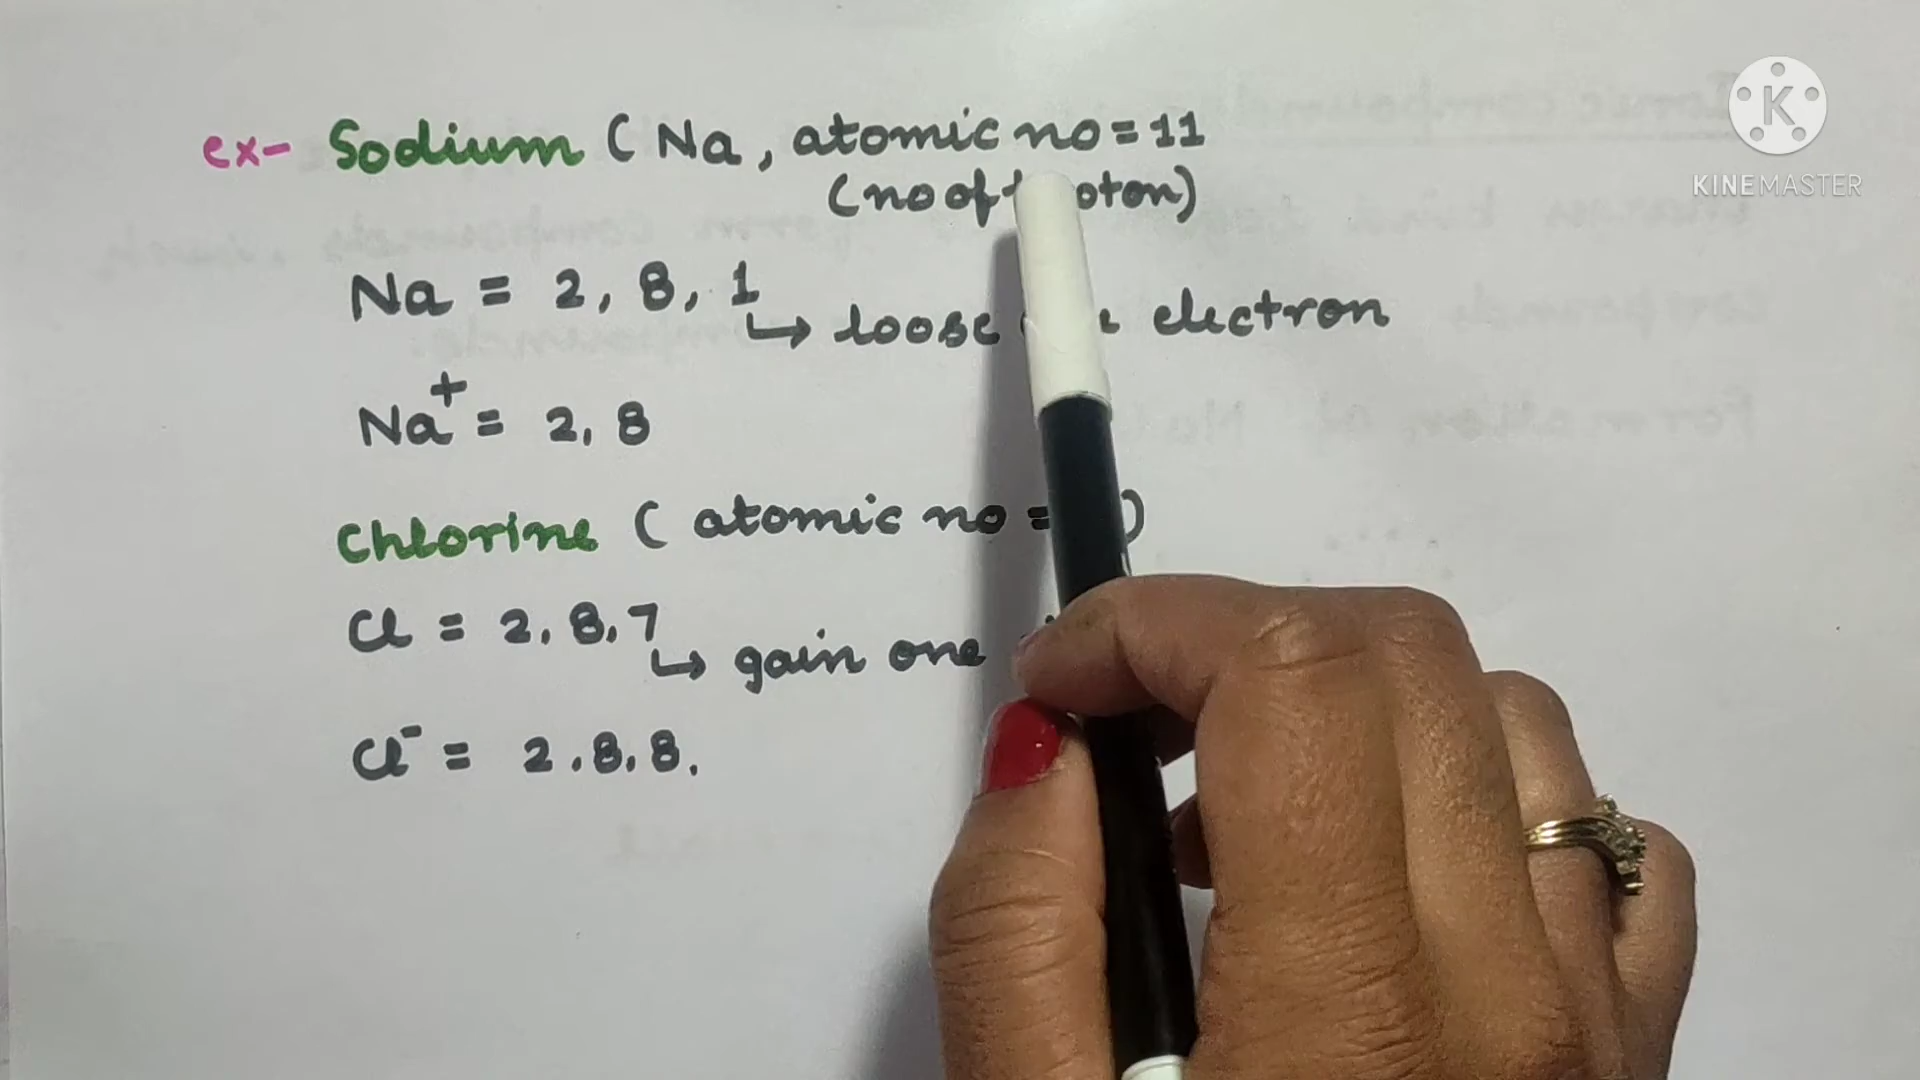 ex- Sodium ( Na, atomic no = 11
(no of proton)
Na = 2, 8, 1
↳ loose electron
Na+ = 2, 8
Chlorine ( atomic no = )
Cl = 2, 8, 7
↳ gain one
Cl- = 2, 8, 8.
KINEMASTER